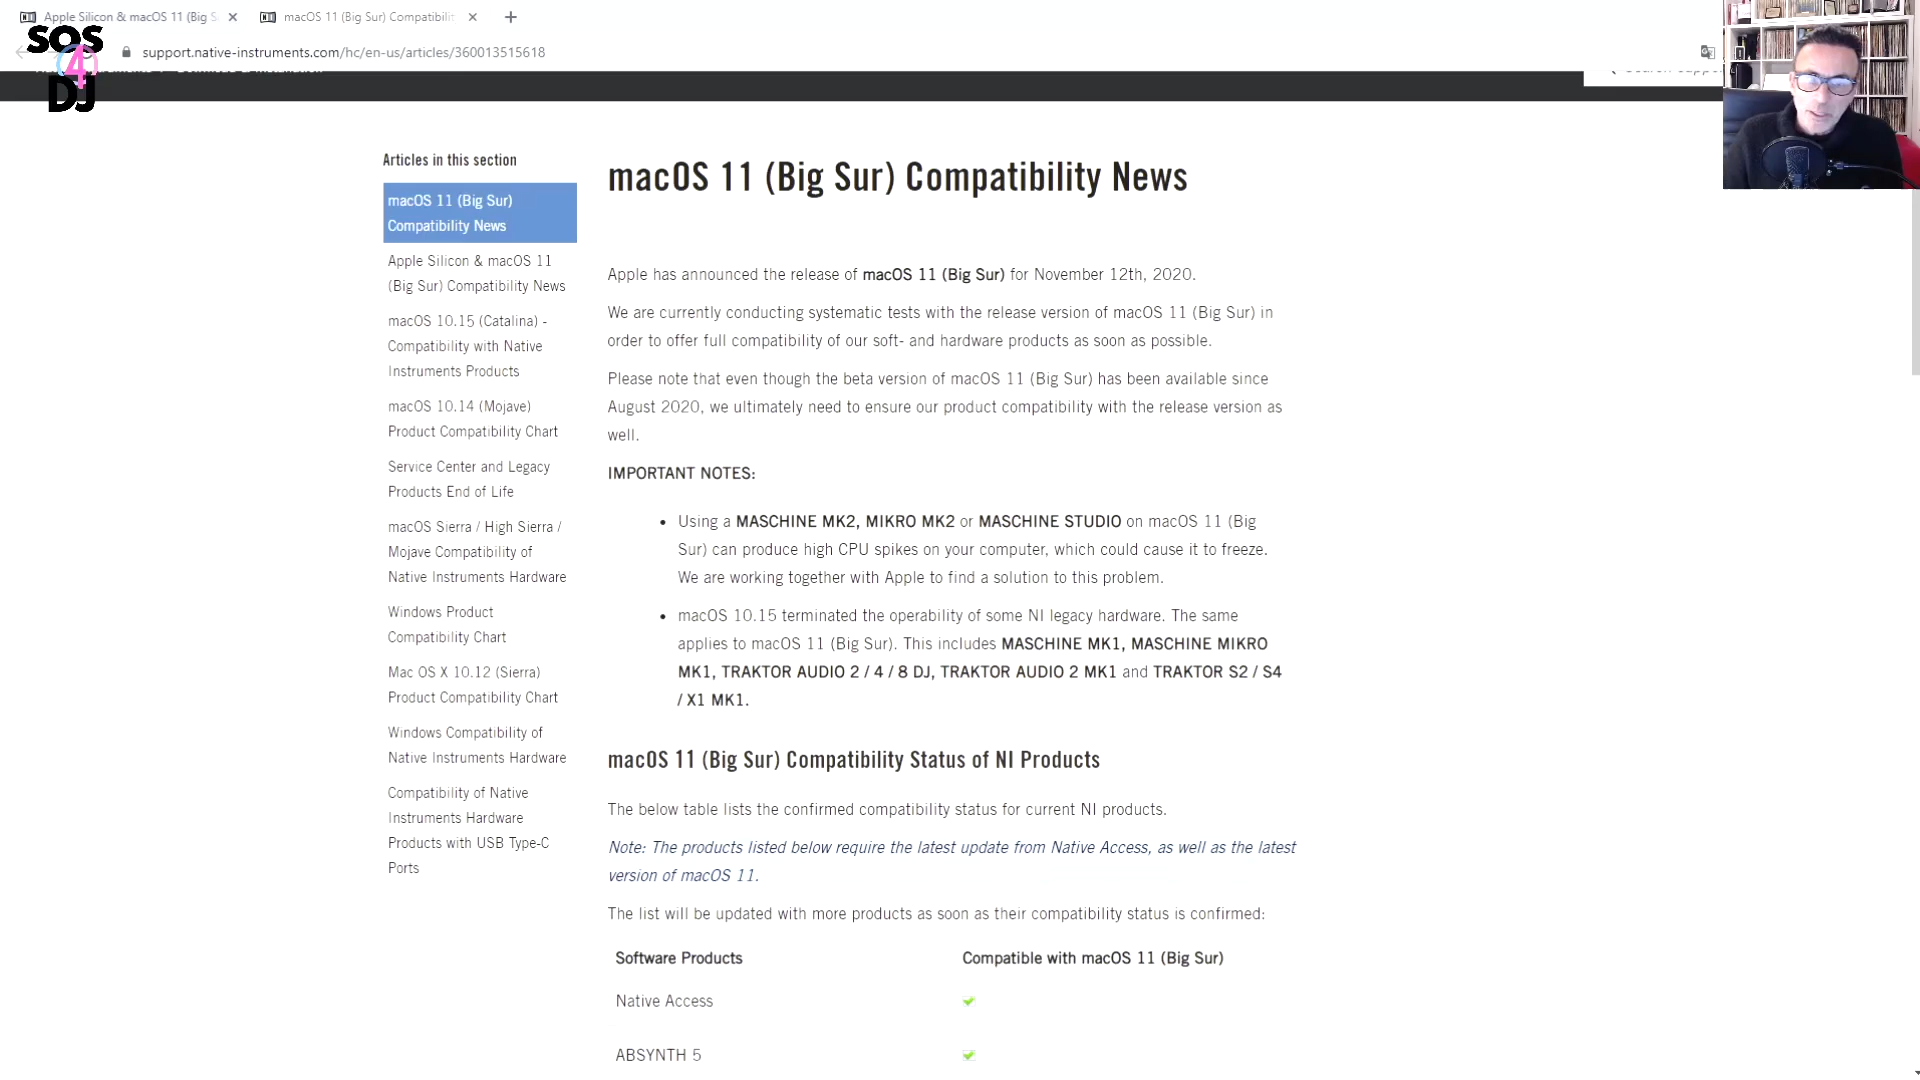 Apple Silicon & macOS 11 (Big S
macOS 11 (Big Sur) Compatibilit
SOS
4
DJ
support.native-instruments.com/hc/en-us/articles/360013515618
Articles in this section
macOS 11 (Big Sur)
Compatibility News
Apple Silicon & macOS 11
(Big Sur) Compatibility News
macOS 10.15 (Catalina) -
Compatibility with Native
Instruments Products
macOS 10.14 (Mojave)
Product Compatibility Chart
Service Center and Legacy
Products End of Life
macOS Sierra / High Sierra /
Mojave Compatibility of
Native Instruments Hardware
Windows Product
Compatibility Chart
Mac OS X 10.12 (Sierra)
Product Compatibility Chart
Windows Compatibility of
Native Instruments Hardware
Compatibility of Native
Instruments Hardware
Products with USB Type-C
Ports
macOS 11 (Big Sur) Compatibility News
Apple has announced the release of macOS 11 (Big Sur) for November 12th, 2020.
We are currently conducting systematic tests with the release version of macOS 11 (Big Sur) in
order to offer full compatibility of our soft- and hardware products as soon as possible.
Please note that even though the beta version of macOS 11 (Big Sur) has been available since
August 2020, we ultimately need to ensure our product compatibility with the release version as
well.
IMPORTANT NOTES:
• Using a MASCHINE MK2, MIKRO MK2 or MASCHINE STUDIO on macOS 11 (Big
Sur) can produce high CPU spikes on your computer, which could cause it to freeze.
We are working together with Apple to find a solution to this problem.
• macOS 10.15 terminated the operability of some NI legacy hardware. The same
applies to macOS 11 (Big Sur). This includes MASCHINE MK1, MASCHINE MIKRO
MK1, TRAKTOR AUDIO 2 / 4 / 8 DJ, TRAKTOR AUDIO 2 MK1 and TRAKTOR S2 / S4
/ X1 MK1.
macOS 11 (Big Sur) Compatibility Status of NI Products
The below table lists the confirmed compatibility status for current NI products.
Note: The products listed below require the latest update from Native Access, as well as the latest
version of macOS 11.
The list will be updated with more products as soon as their compatibility status is confirmed:
Software Products
Compatible with macOS 11 (Big Sur)
Native Access
ABSYNTH 5